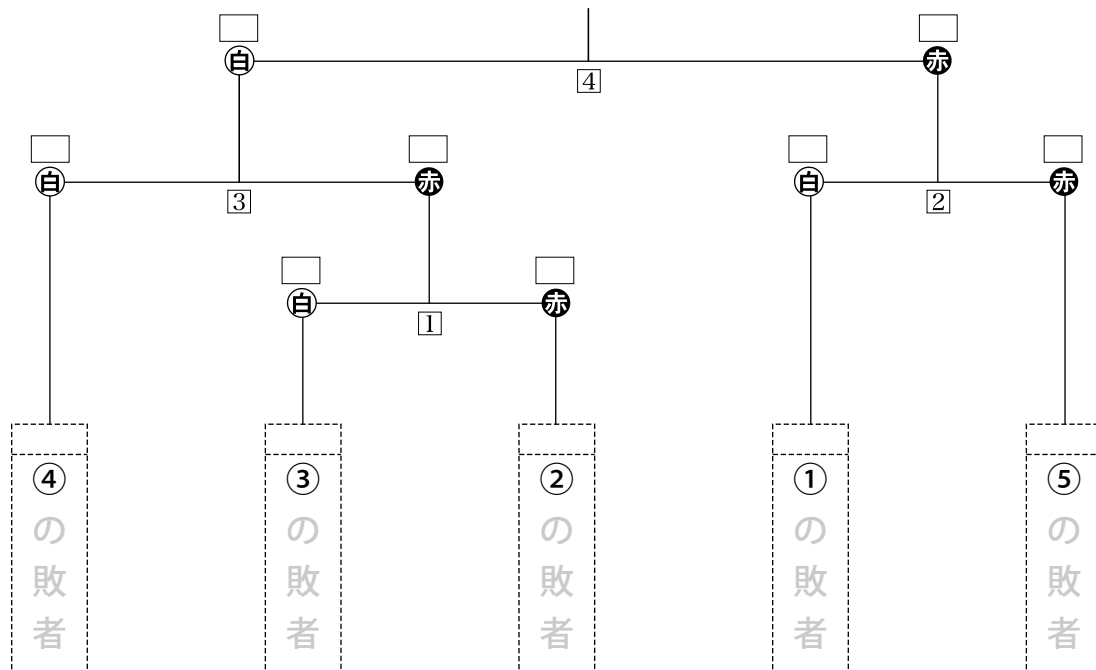 白 赤
4
白 赤 白 赤
3 2
白 赤
1
④の敗者
③の敗者
②の敗者
①の敗者
⑤の敗者